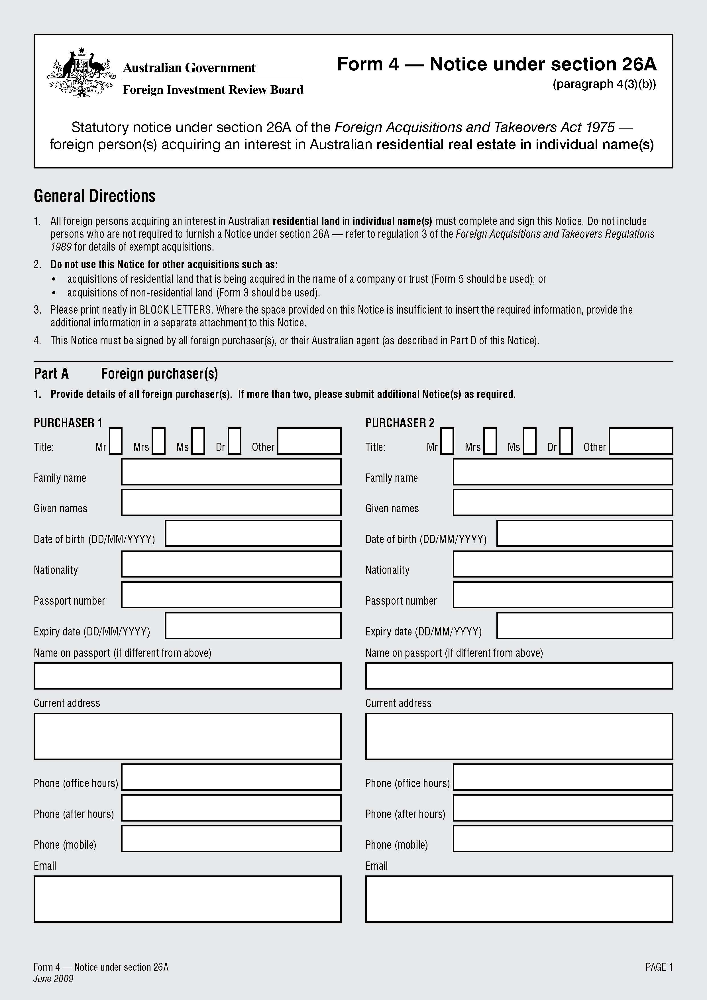 Australian Government
Foreign Investment Review Board
AUSTRALIA
Form 4 — Notice under section 26A
(paragraph 4(3)(b))
Statutory notice under section 26A of the Foreign Acquisitions and Takeovers Act 1975 —
foreign person(s) acquiring an interest in Australian residential real estate in individual name(s)
General Directions
1. All foreign persons acquiring an interest in Australian residential land in individual name(s) must complete and sign this Notice. Do not include
persons who are not required to furnish a Notice under section 26A — refer to regulation 3 of the Foreign Acquisitions and Takeovers Regulations
1989 for details of exempt acquisitions.
2. Do not use this Notice for other acquisitions such as:
• acquisitions of residential land that is being acquired in the name of a company or trust (Form 5 should be used); or
• acquisitions of non-residential land (Form 3 should be used).
3. Please print neatly in BLOCK LETTERS. Where the space provided on this Notice is insufficient to insert the required information, provide the
additional information in a separate attachment to this Notice.
4. This Notice must be signed by all foreign purchaser(s), or their Australian agent (as described in Part D of this Notice).
Part A Foreign purchaser(s)
1. Provide details of all foreign purchaser(s). If more than two, please submit additional Notice(s) as required.
PURCHASER 1
Title: Mr Mrs Ms Dr Other
Family name
Given names
Date of birth (DD/MM/YYYY)
Nationality
Passport number
Expiry date (DD/MM/YYYY)
Name on passport (if different from above)
Current address
Phone (office hours)
Phone (after hours)
Phone (mobile)
Email
PURCHASER 2
Title: Mr Mrs Ms Dr Other
Family name
Given names
Date of birth (DD/MM/YYYY)
Nationality
Passport number
Expiry date (DD/MM/YYYY)
Name on passport (if different from above)
Current address
Phone (office hours)
Phone (after hours)
Phone (mobile)
Email
Form 4 — Notice under section 26A
June 2009
PAGE 1